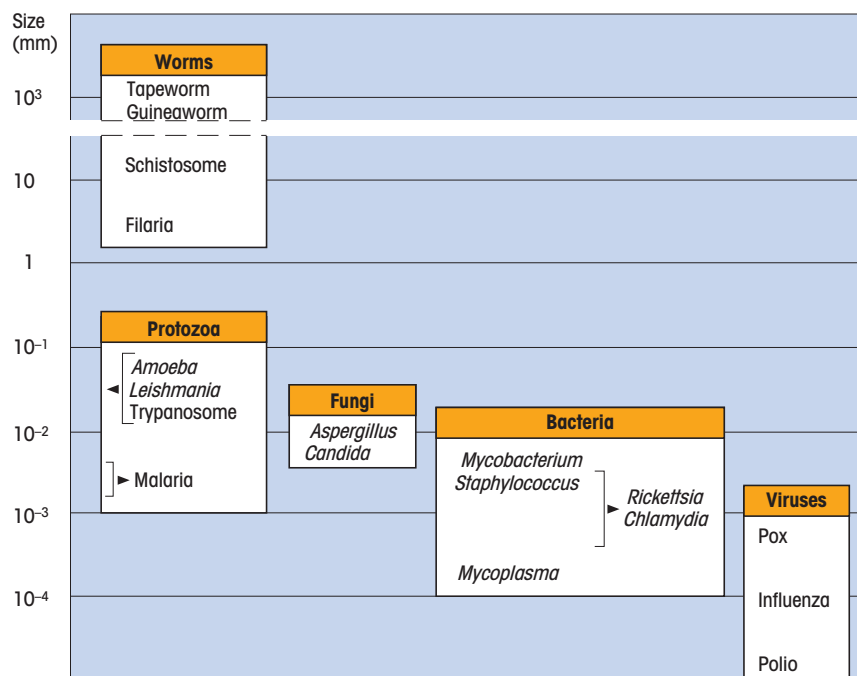 Size
(mm)
10³
10
1
10⁻¹
10⁻²
10⁻³
10⁻⁴
Worms
Tapeworm
Guineaworm
Schistosome
Filaria
Protozoa
Amoeba
Leishmania
Trypanosome
Malaria
Fungi
Aspergillus
Candida
Bacteria
Mycobacterium
Staphylococcus
Rickettsia
Chlamydia
Mycoplasma
Viruses
Pox
Influenza
Polio